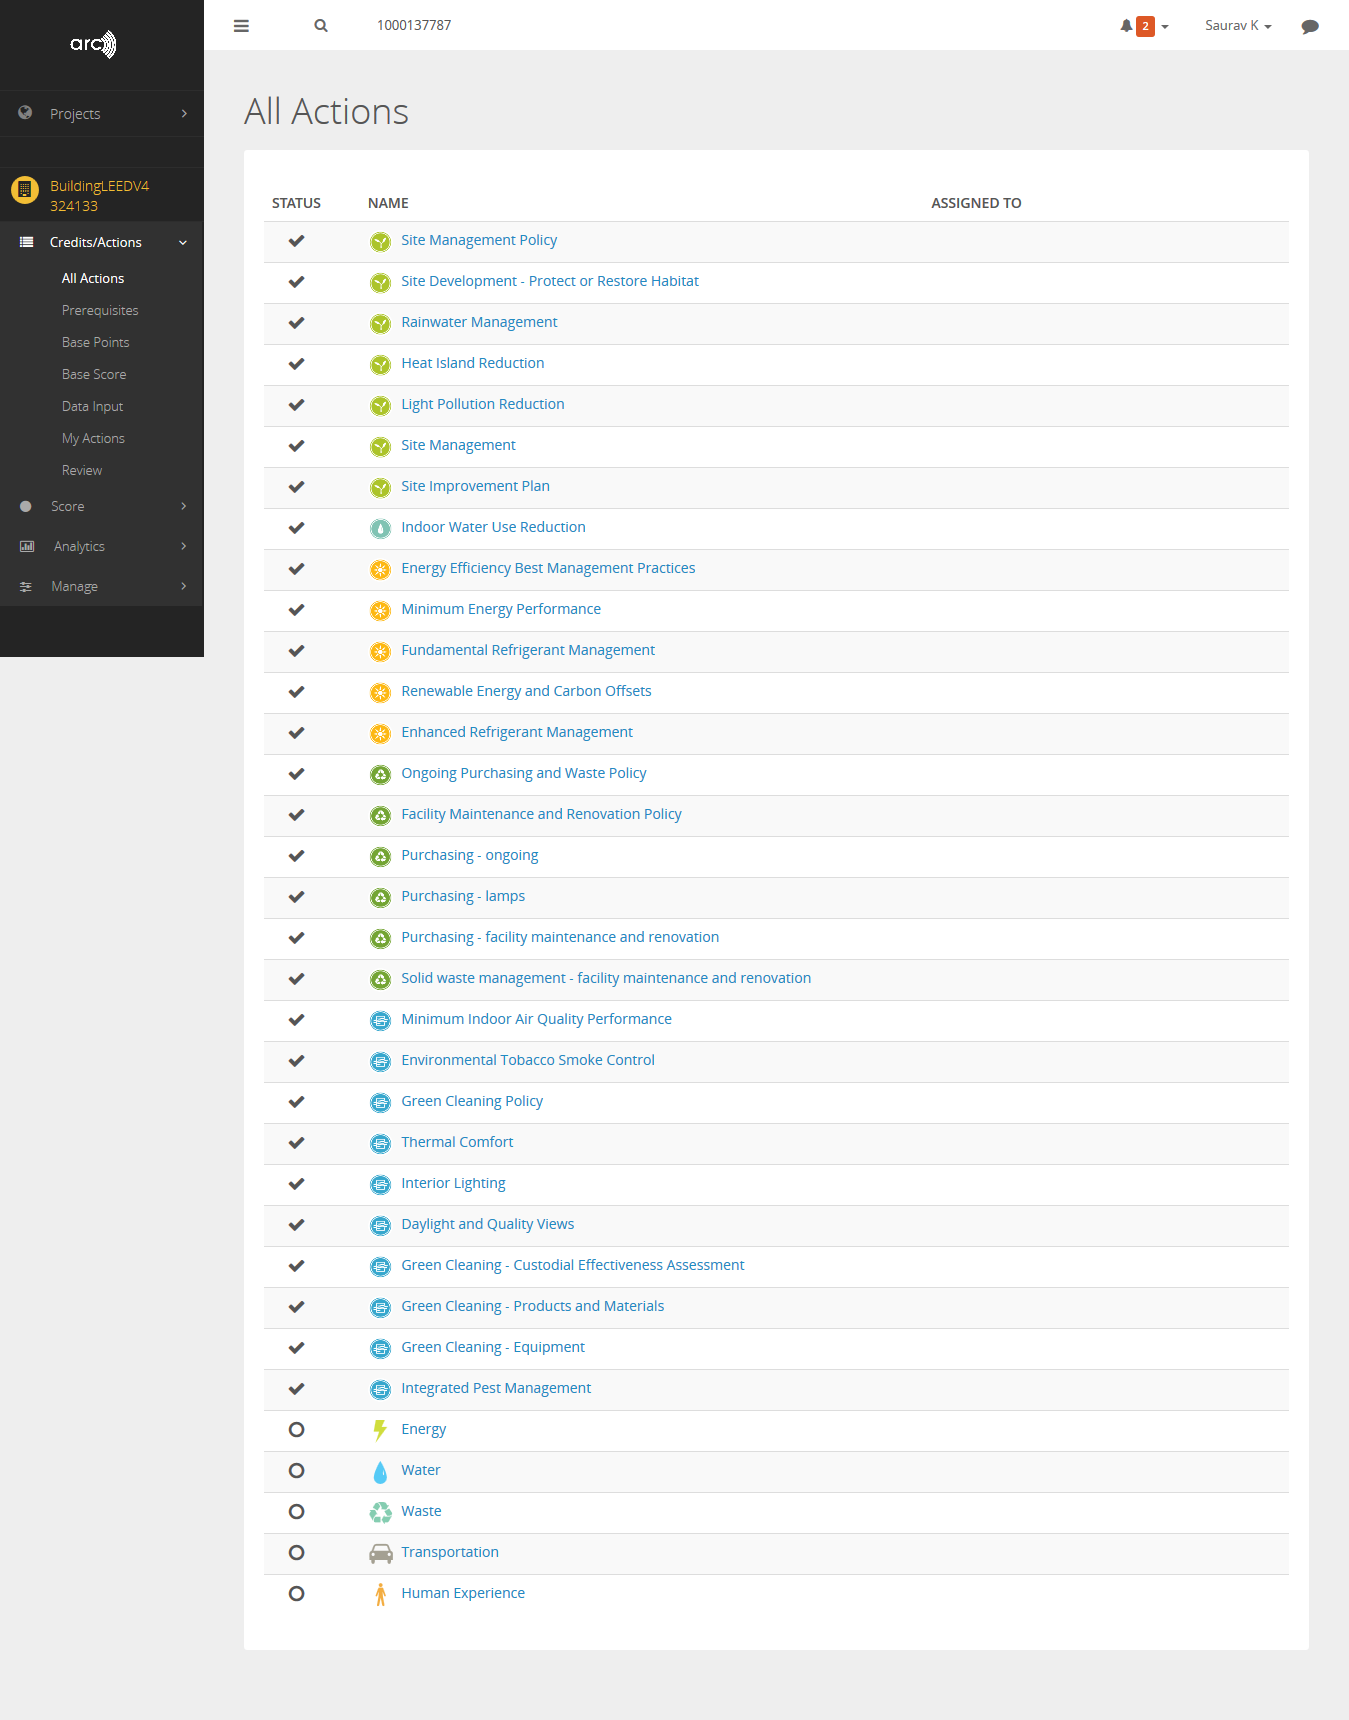 arc
1000137787
2
Saurav K
Projects
BuildingLEEDV4
324133
Credits/Actions
All Actions
Prerequisites
Base Points
Base Score
Data Input
My Actions
Review
Score
Analytics
Manage
All Actions
STATUS NAME ASSIGNED TO
Site Management Policy
Site Development - Protect or Restore Habitat
Rainwater Management
Heat Island Reduction
Light Pollution Reduction
Site Management
Site Improvement Plan
Indoor Water Use Reduction
Energy Efficiency Best Management Practices
Minimum Energy Performance
Fundamental Refrigerant Management
Renewable Energy and Carbon Offsets
Enhanced Refrigerant Management
Ongoing Purchasing and Waste Policy
Facility Maintenance and Renovation Policy
Purchasing - ongoing
Purchasing - lamps
Purchasing - facility maintenance and renovation
Solid waste management - facility maintenance and renovation
Minimum Indoor Air Quality Performance
Environmental Tobacco Smoke Control
Green Cleaning Policy
Thermal Comfort
Interior Lighting
Daylight and Quality Views
Green Cleaning - Custodial Effectiveness Assessment
Green Cleaning - Products and Materials
Green Cleaning - Equipment
Integrated Pest Management
Energy
Water
Waste
Transportation
Human Experience